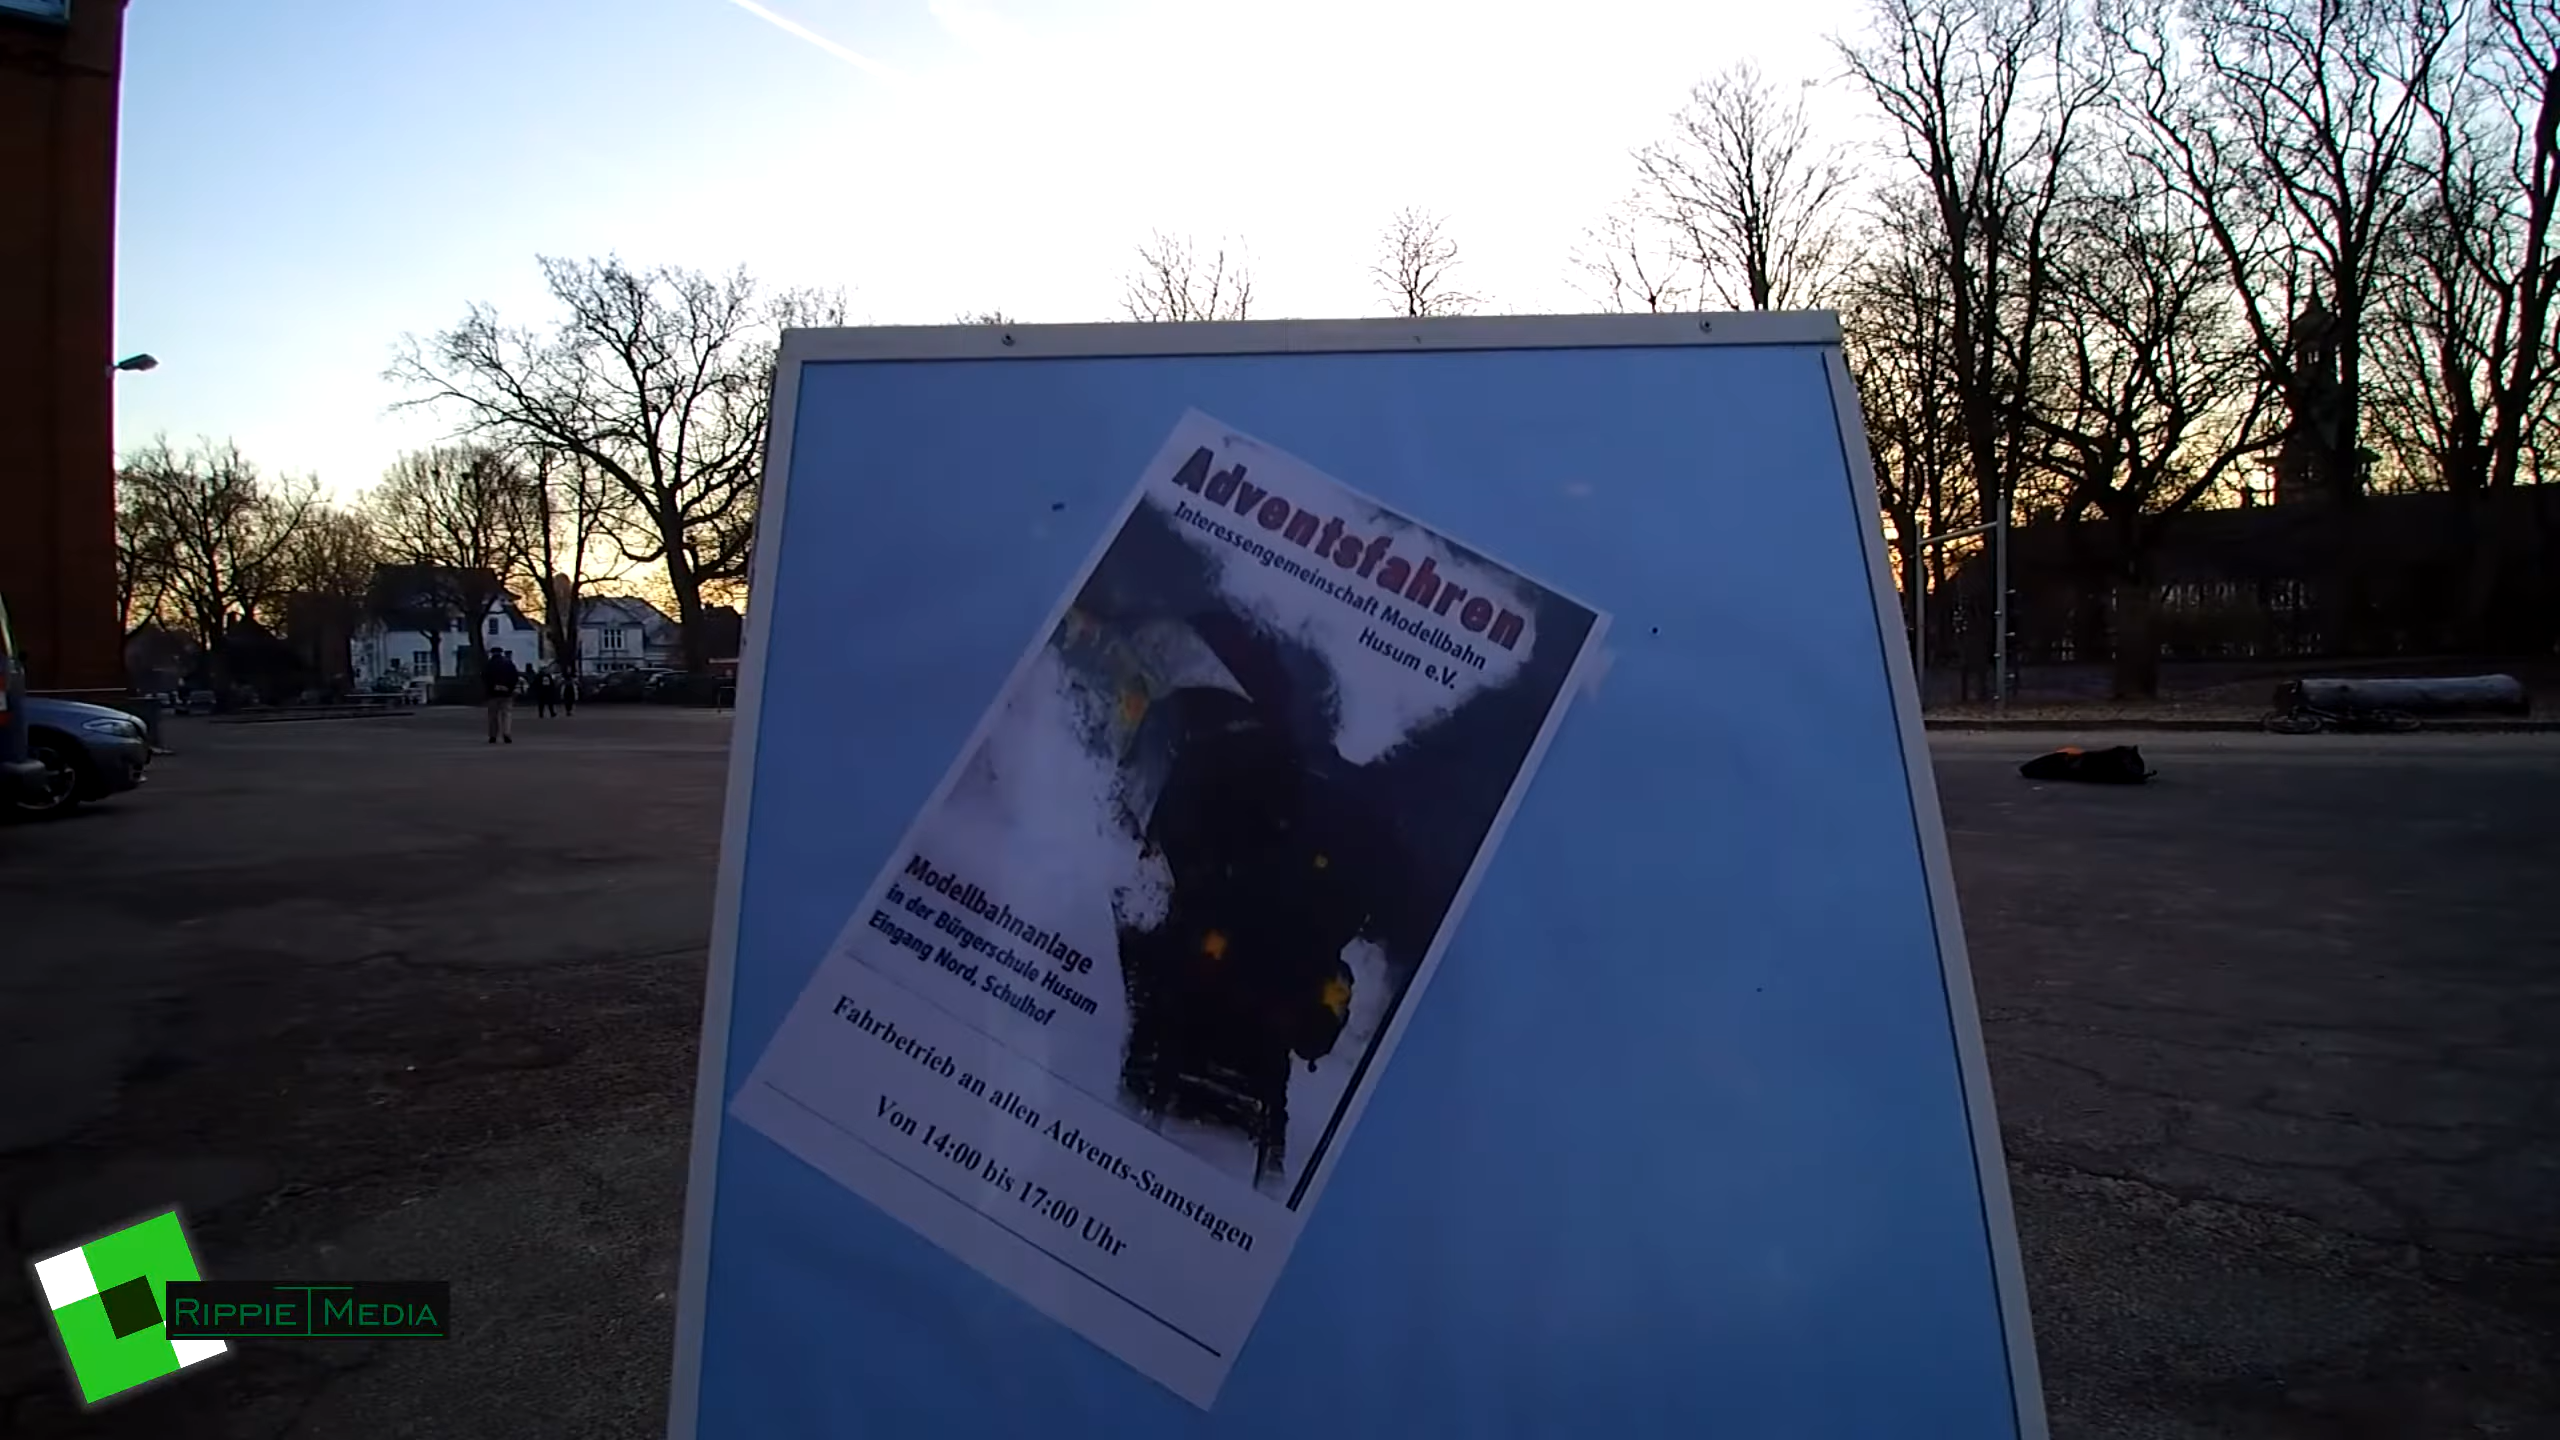 Adventsfahren
Interessengemeinschaft Modellbahn
Husum e.V.
Modellbahnanlage
in der Bürgerschule Husum
Eingang Nord, Schulhof
Fahrbetrieb an allen Advents-Samstagen
Von 14:00 bis 17:00 Uhr
RIPPIE T MEDIA